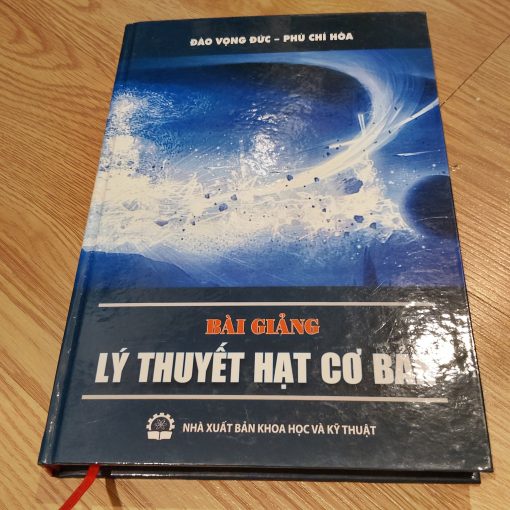 ĐÀO VỌNG ĐỨC – PHÙ CHÍ HÒA
BÀI GIẢNG
LÝ THUYẾT HẠT CƠ BẢN
NHÀ XUẤT BẢN KHOA HỌC VÀ KỸ THUẬT